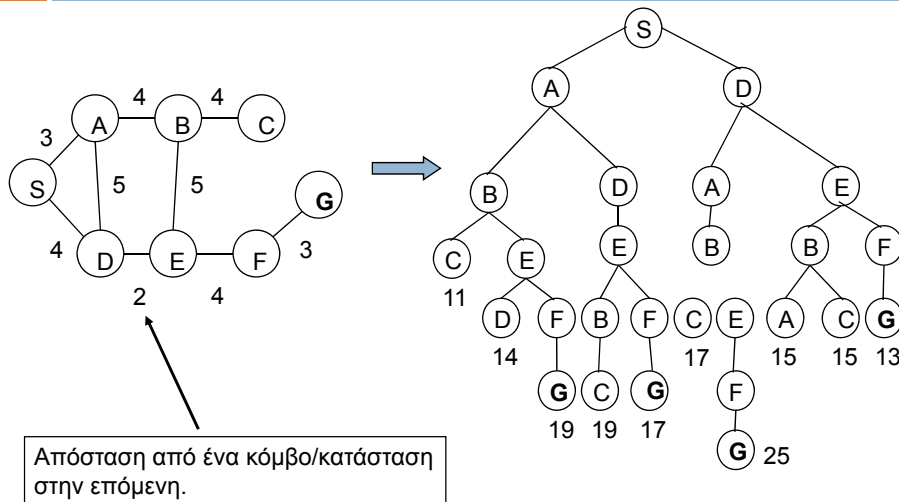 S
A D
4 4
A B C
3
B D A E
S 5 5 G
C E E B B F
4 D E F 3
11
2 4
D F B F C E A C G
14 17 15 15 13
G C G F
19 19 17
G 25
Απόσταση από ένα κόμβο/κατάσταση
στην επόμενη.